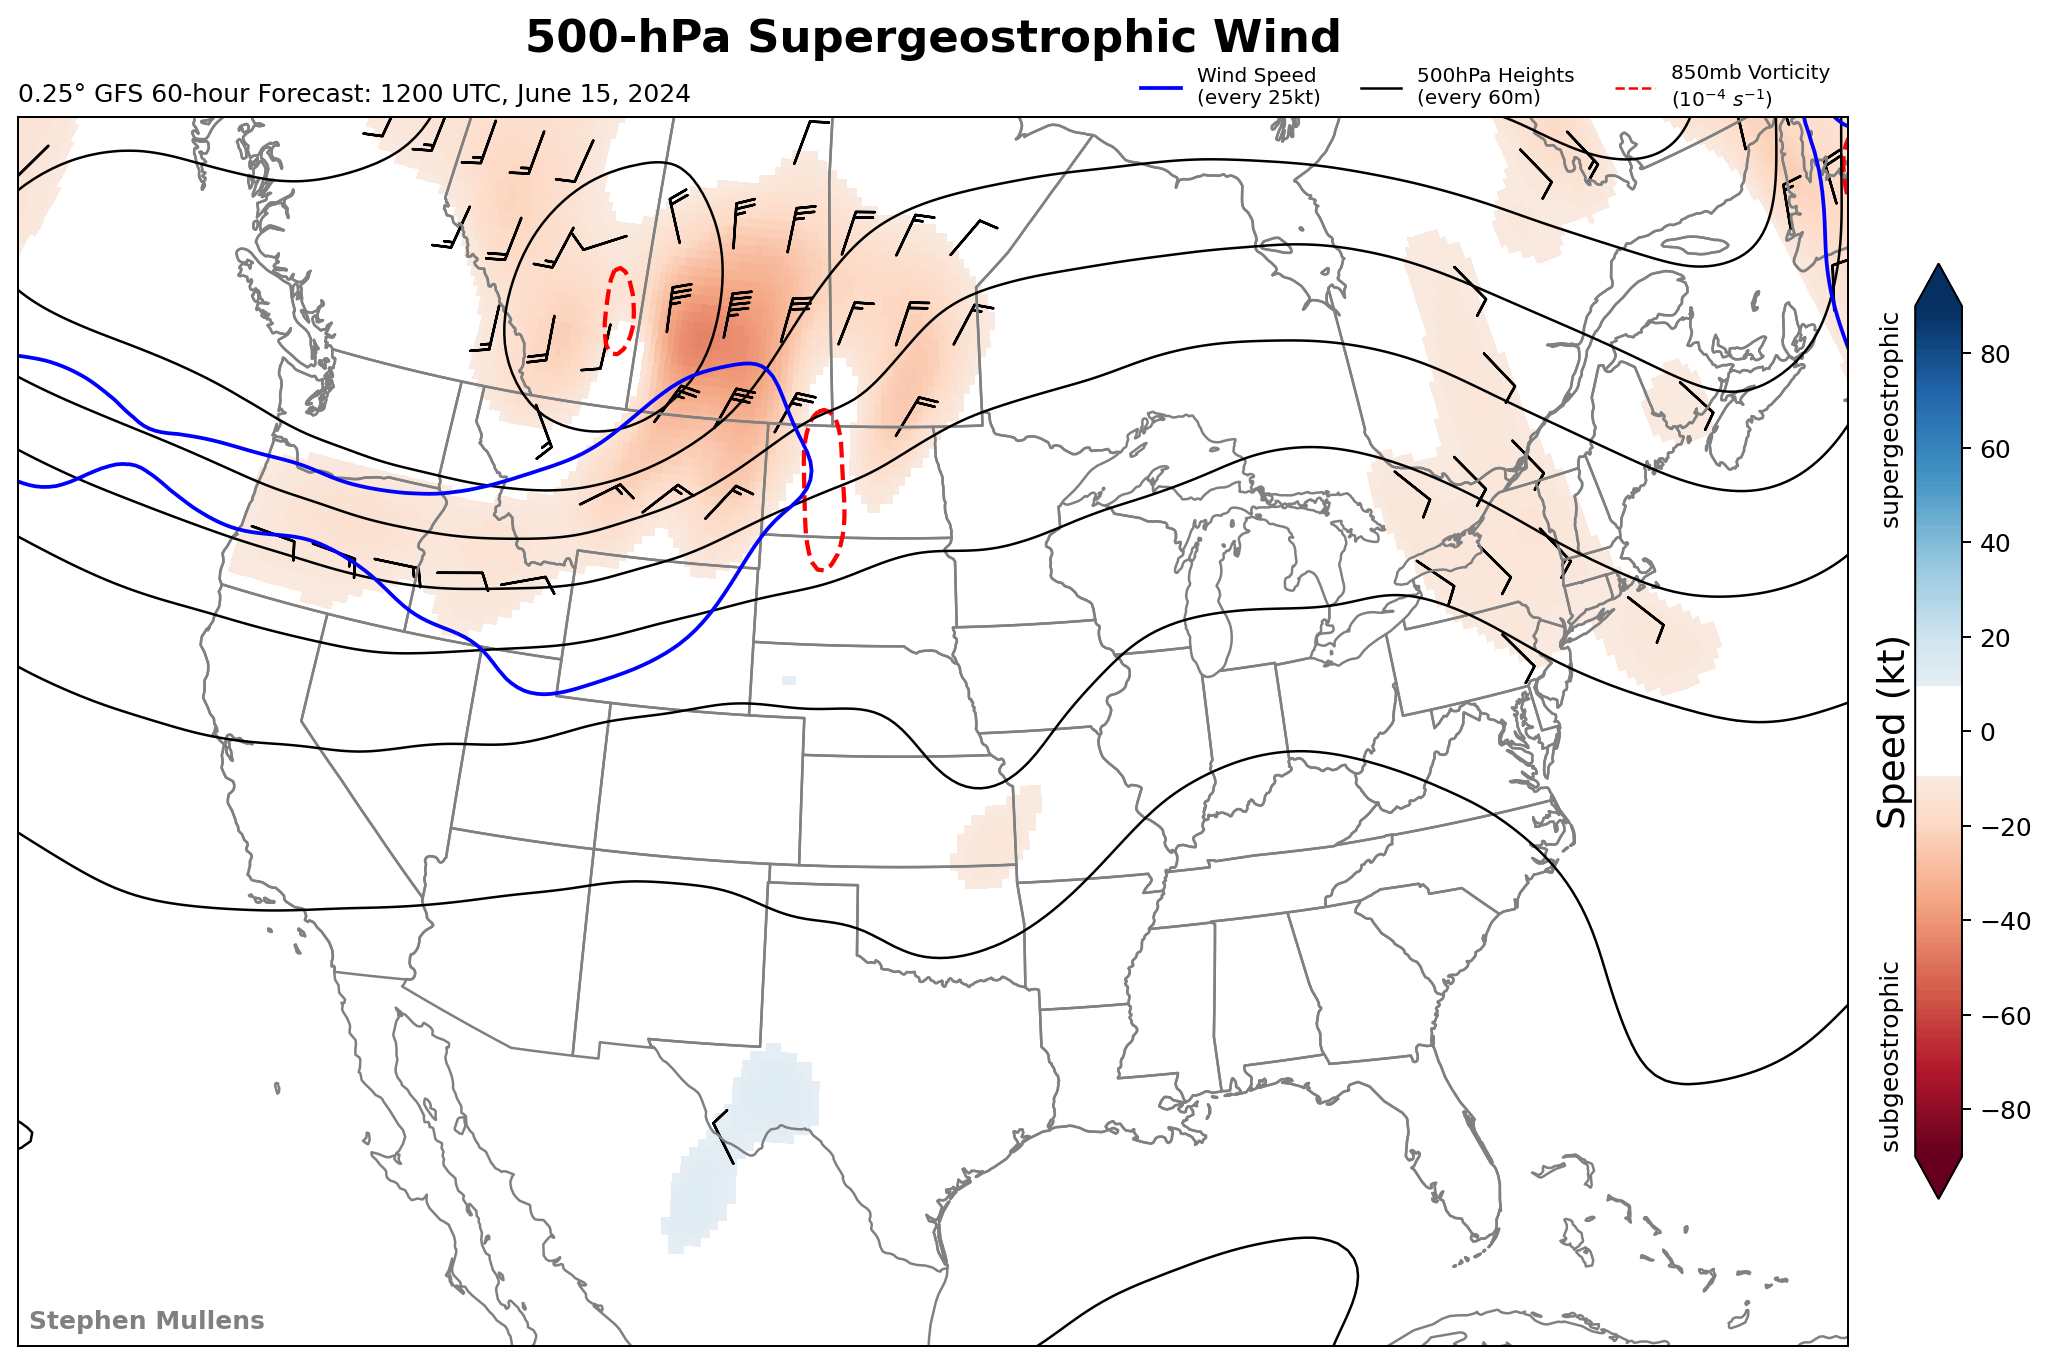 500-hPa Supergeostrophic Wind
0.25° GFS 60-hour Forecast: 1200 UTC, June 15, 2024
Wind Speed
(every 25kt)
500hPa Heights
(every 60m)
850mb Vorticity
(10⁻⁴ s⁻¹)
supergeostrophic
Speed (kt)
subgeostrophic
80
60
40
20
0
−20
−40
−60
−80
Stephen Mullens